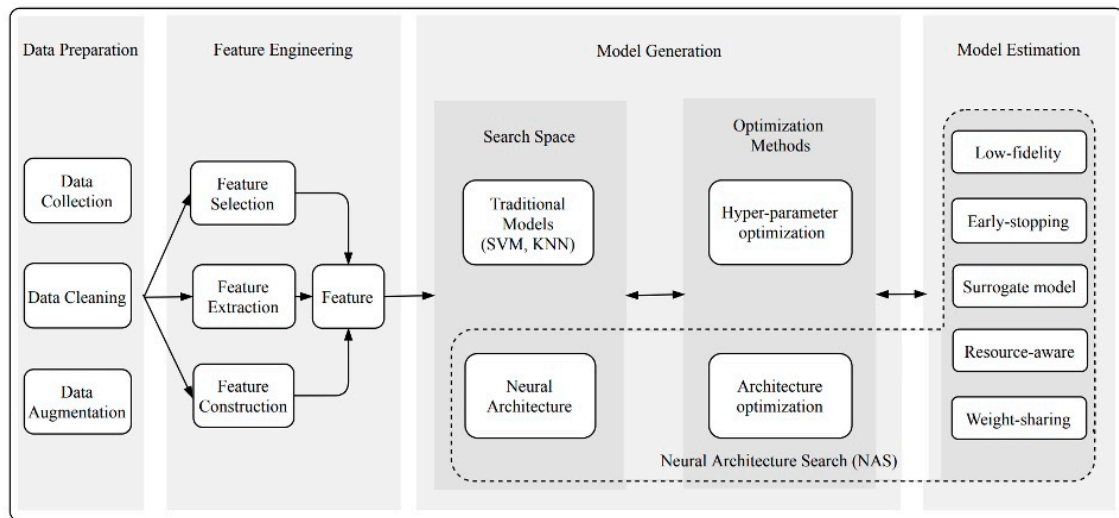 Data Preparation
Feature Engineering
Model Generation
Model Estimation
Data
Collection
Data Cleaning
Data
Augmentation
Feature
Selection
Feature
Extraction
Feature
Construction
Feature
Search Space
Traditional
Models
(SVM, KNN)
Neural
Architecture
Optimization
Methods
Hyper-parameter
optimization
Architecture
optimization
Low-fidelity
Early-stopping
Surrogate model
Resource-aware
Weight-sharing
Neural Architecture Search (NAS)